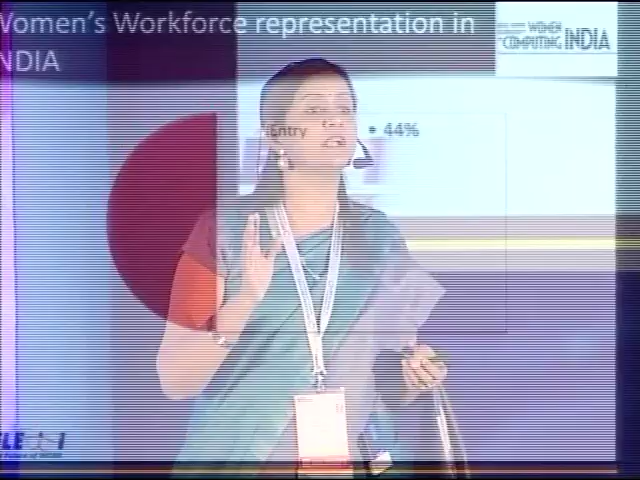 Women's Workforce representation in
INDIA
WOMEN
COMPUTING INDIA
Entry
• 44%